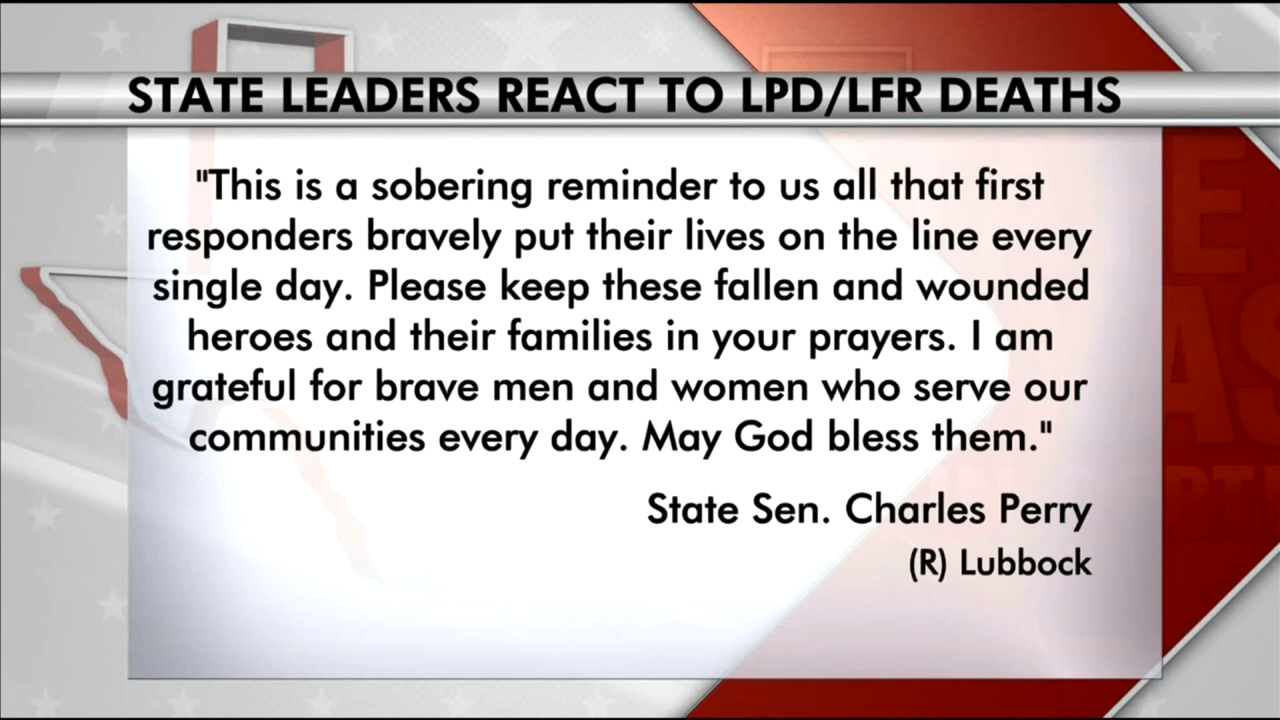 STATE LEADERS REACT TO LPD/LFR DEATHS
"This is a sobering reminder to us all that first
responders bravely put their lives on the line every
single day. Please keep these fallen and wounded
heroes and their families in your prayers. I am
grateful for brave men and women who serve our
communities every day. May God bless them."
State Sen. Charles Perry
(R) Lubbock